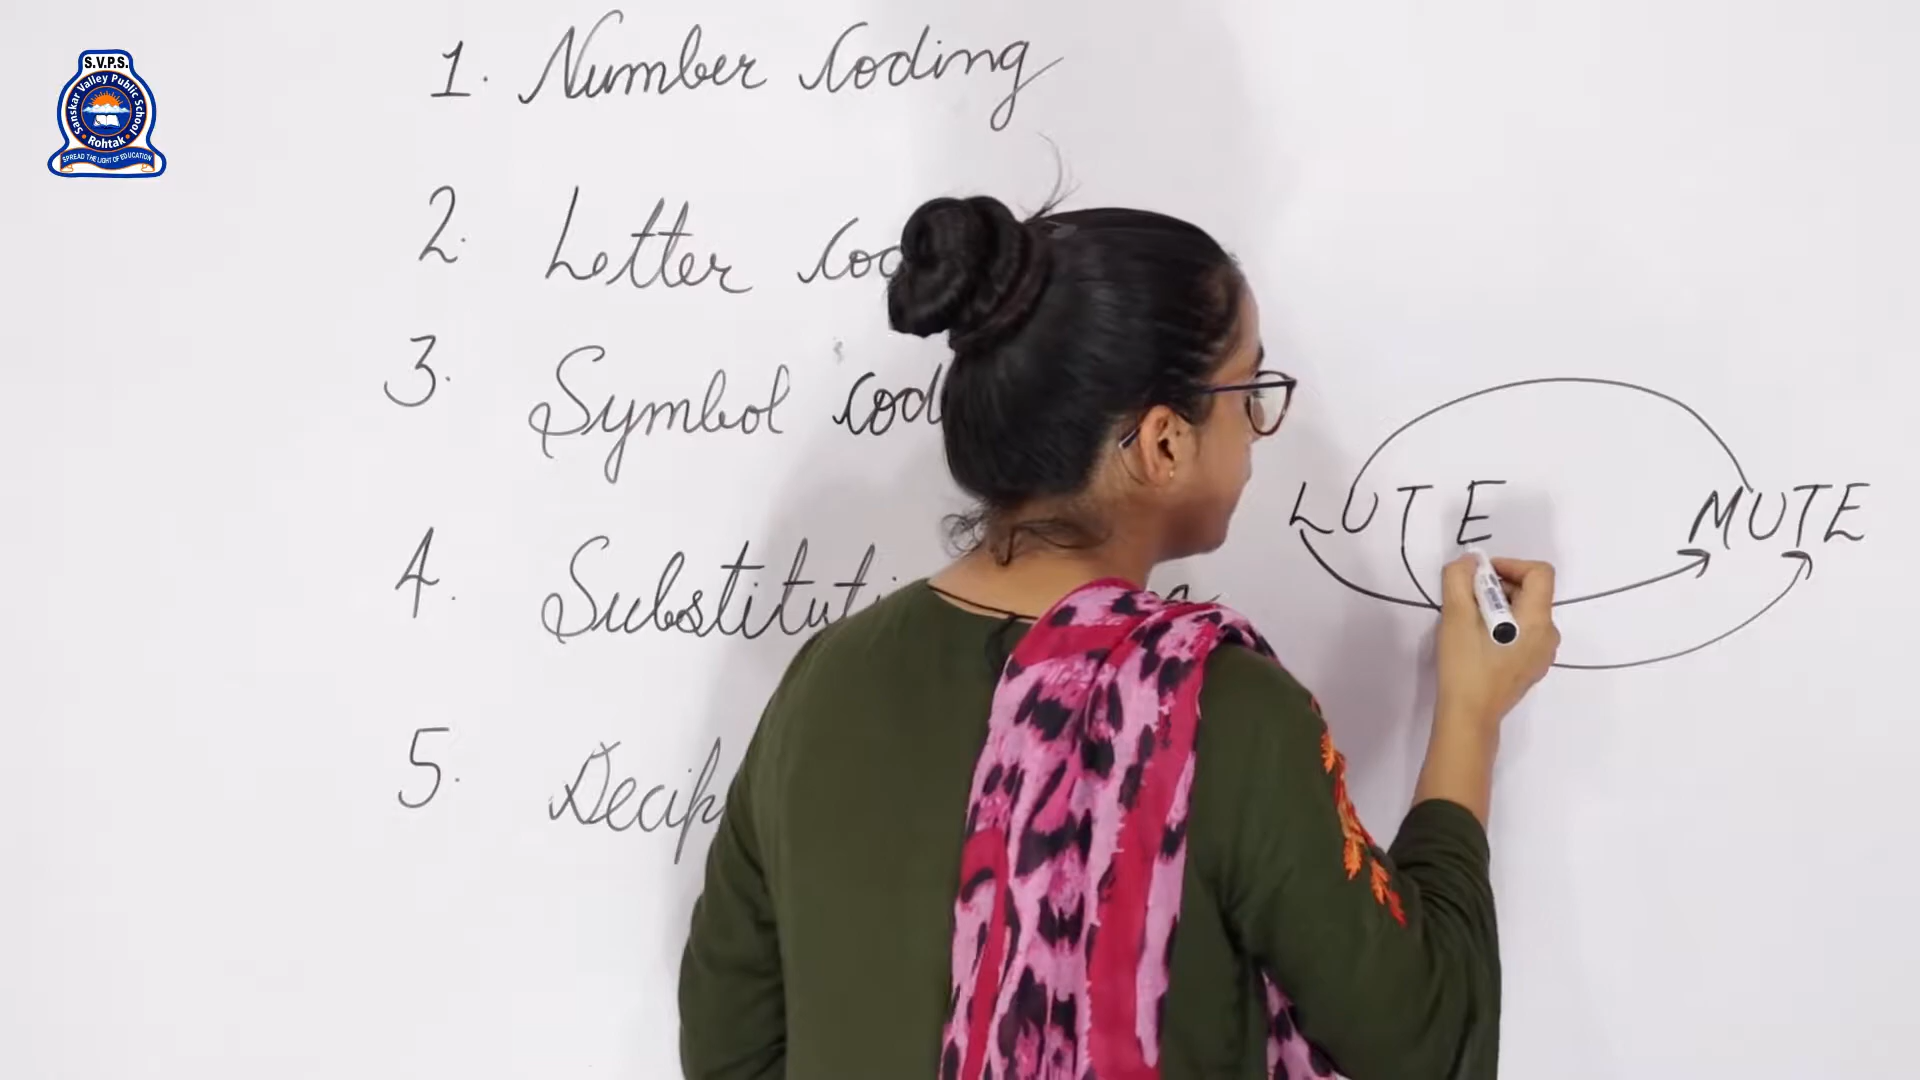 S.V.P.S.
Sanskar Valley Public School
Rohtak
SPREAD THE LIGHT OF EDUCATION
1. Number Coding
2. Letter
3. Symbol
4.
5.
LUTE MUTE